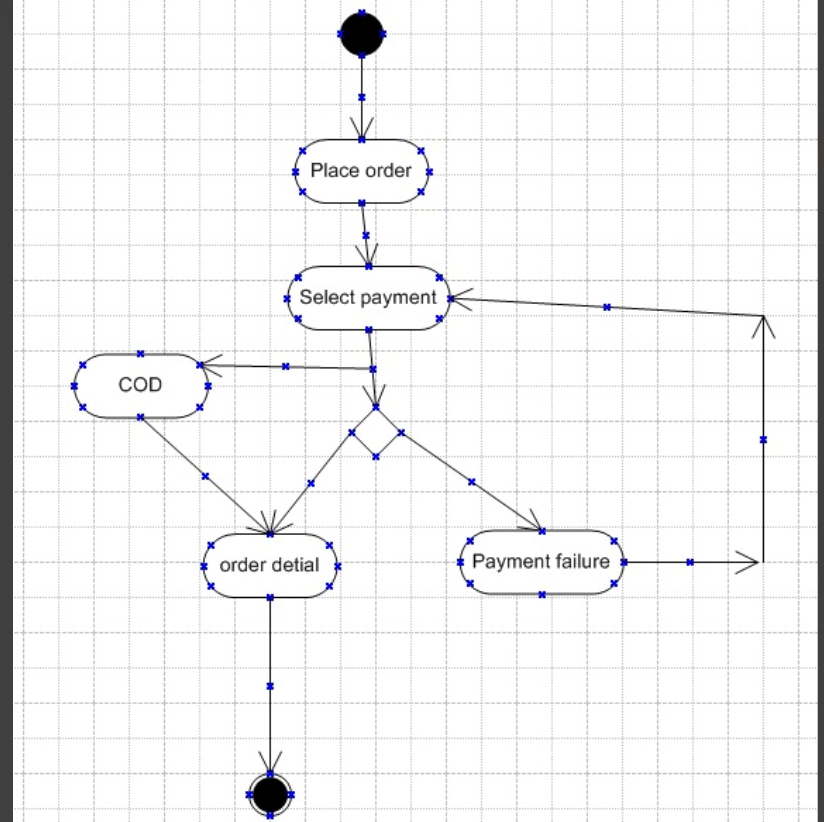 Place order
Select payment
COD
order detial
Payment failure